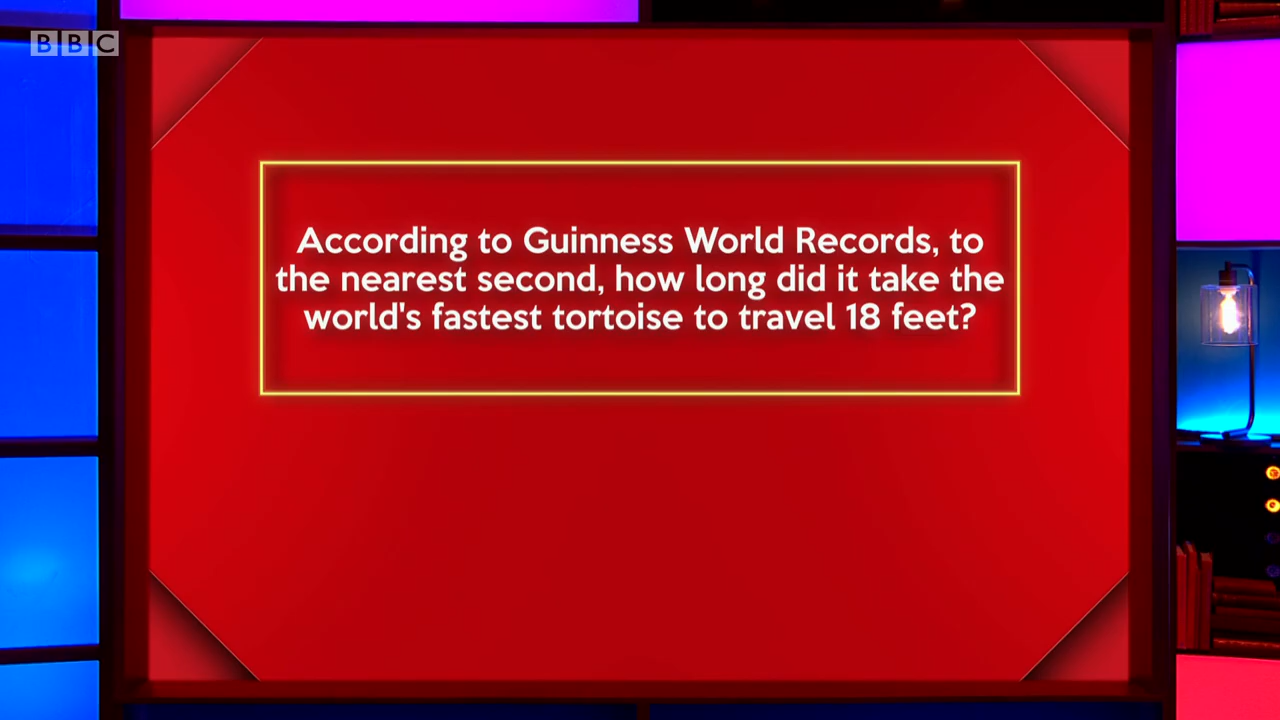 BBC
According to Guinness World Records, to
the nearest second, how long did it take the
world's fastest tortoise to travel 18 feet?